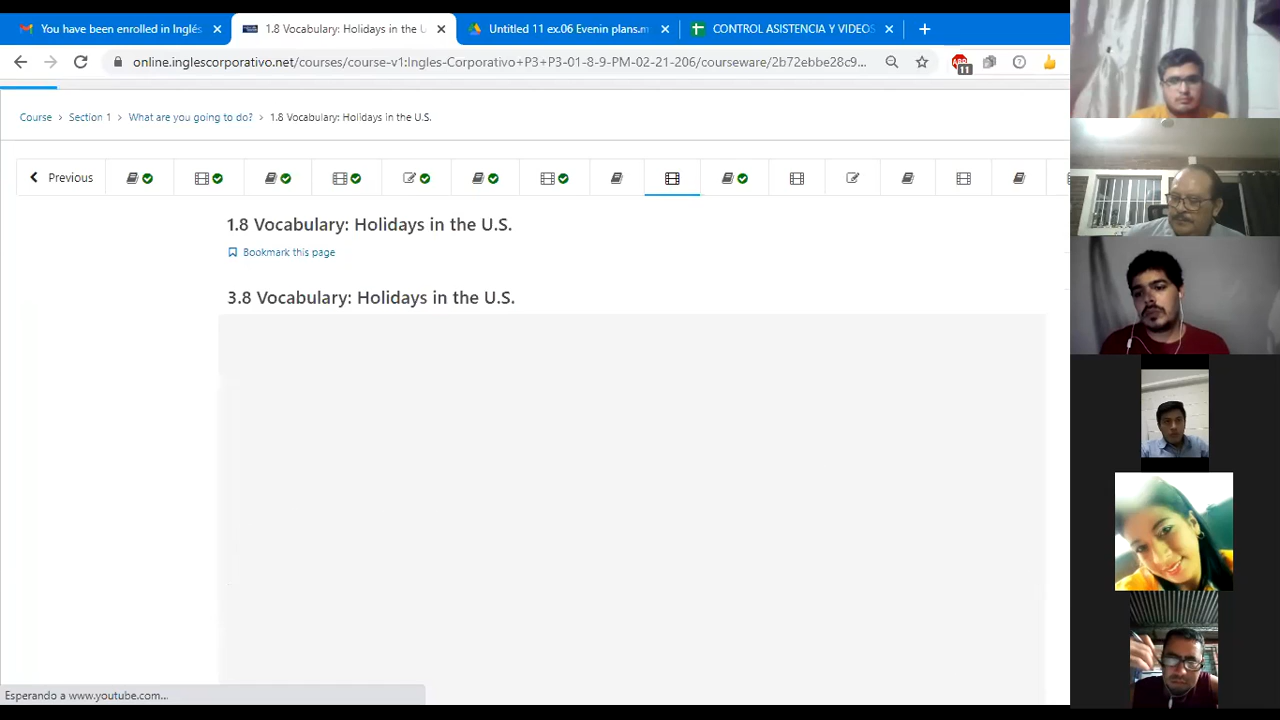 You have been enrolled in Inglés
1.8 Vocabulary: Holidays in the U
Untitled 11 ex.06 Evenin plans.m
CONTROL ASISTENCIA Y VIDEOS
online.inglescorporativo.net/courses/course-v1:Ingles-Corporativo+P3+P3-01-8-9-PM-02-21-206/courseware/2b72ebbe28c9...
11
Course > Section 1 > What are you going to do? > 1.8 Vocabulary: Holidays in the U.S.
Previous
1.8 Vocabulary: Holidays in the U.S.
Bookmark this page
3.8 Vocabulary: Holidays in the U.S.
Esperando a www.youtube.com...